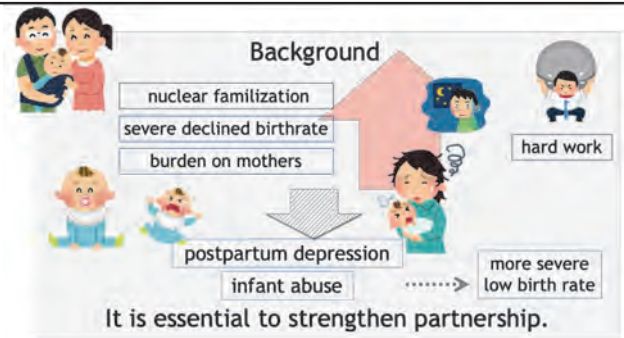 Background
nuclear familization
severe declined birthrate
burden on mothers
hard work
postpartum depression
infant abuse
more severe
low birth rate
It is essential to strengthen partnership.